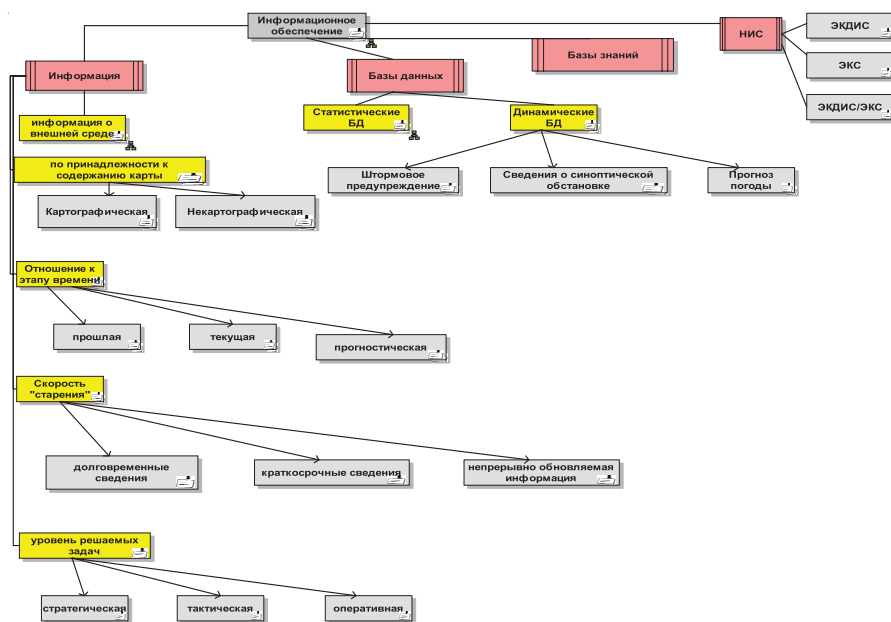 Информационное
обеспечение
НИС
ЭКДИС
ЭКС
ЭКДИС/ЭКС
Информация
Базы данных
Базы знаний
информация о
внешней среде
Статистические
БД
Динамические
БД
по принадлежности к
содержанию карты
Штормовое
предупреждение
Сведения о синоптической
обстановке
Прогноз
погоды
Картографическая
Некартографическая
Отношение к
этапу времени
прошлая
текущая
прогностическая
Скорость
"старения"
долговременные
сведения
краткосрочные сведения
непрерывно обновляемая
информация
уровень решаемых
задач
стратегическая
тактическая
оперативная